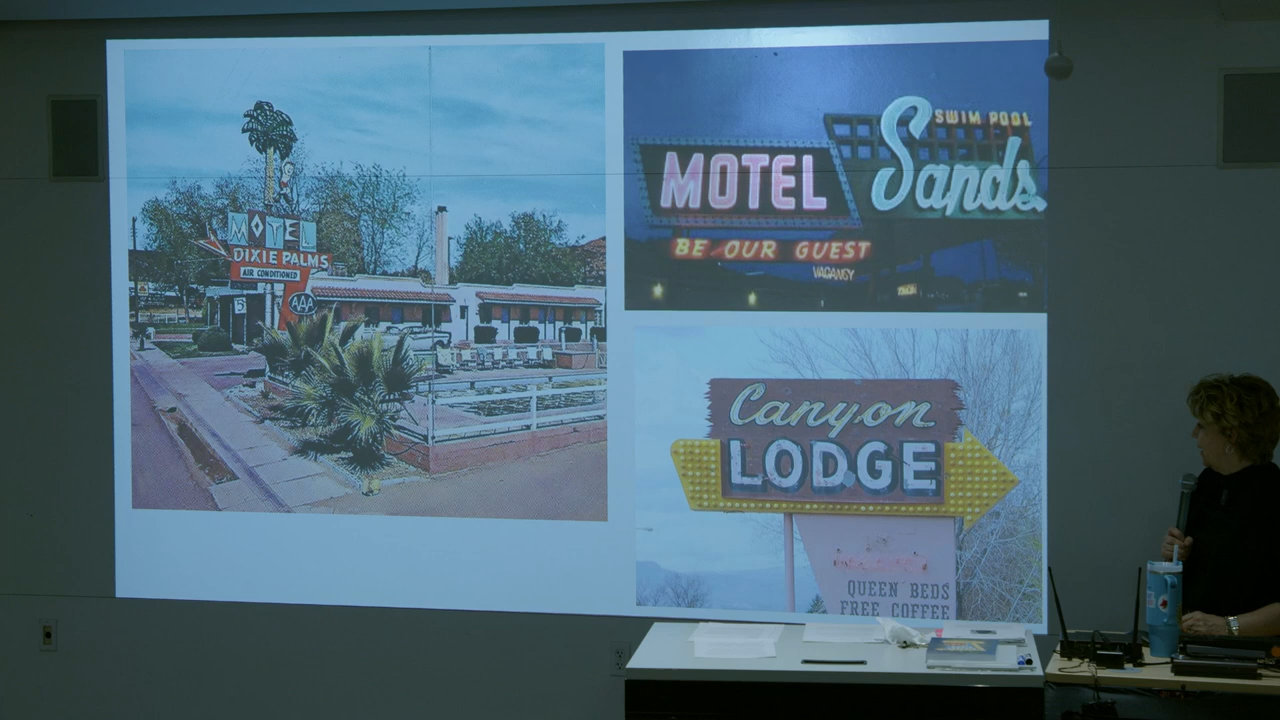 MOTEL
DIXIE PALMS
AIR CONDITIONED
AAA
SWIM POOL
Sands
MOTEL
BE OUR GUEST
VACANCY
Canyon
LODGE
QUEEN BEDS
FREE COFFEE